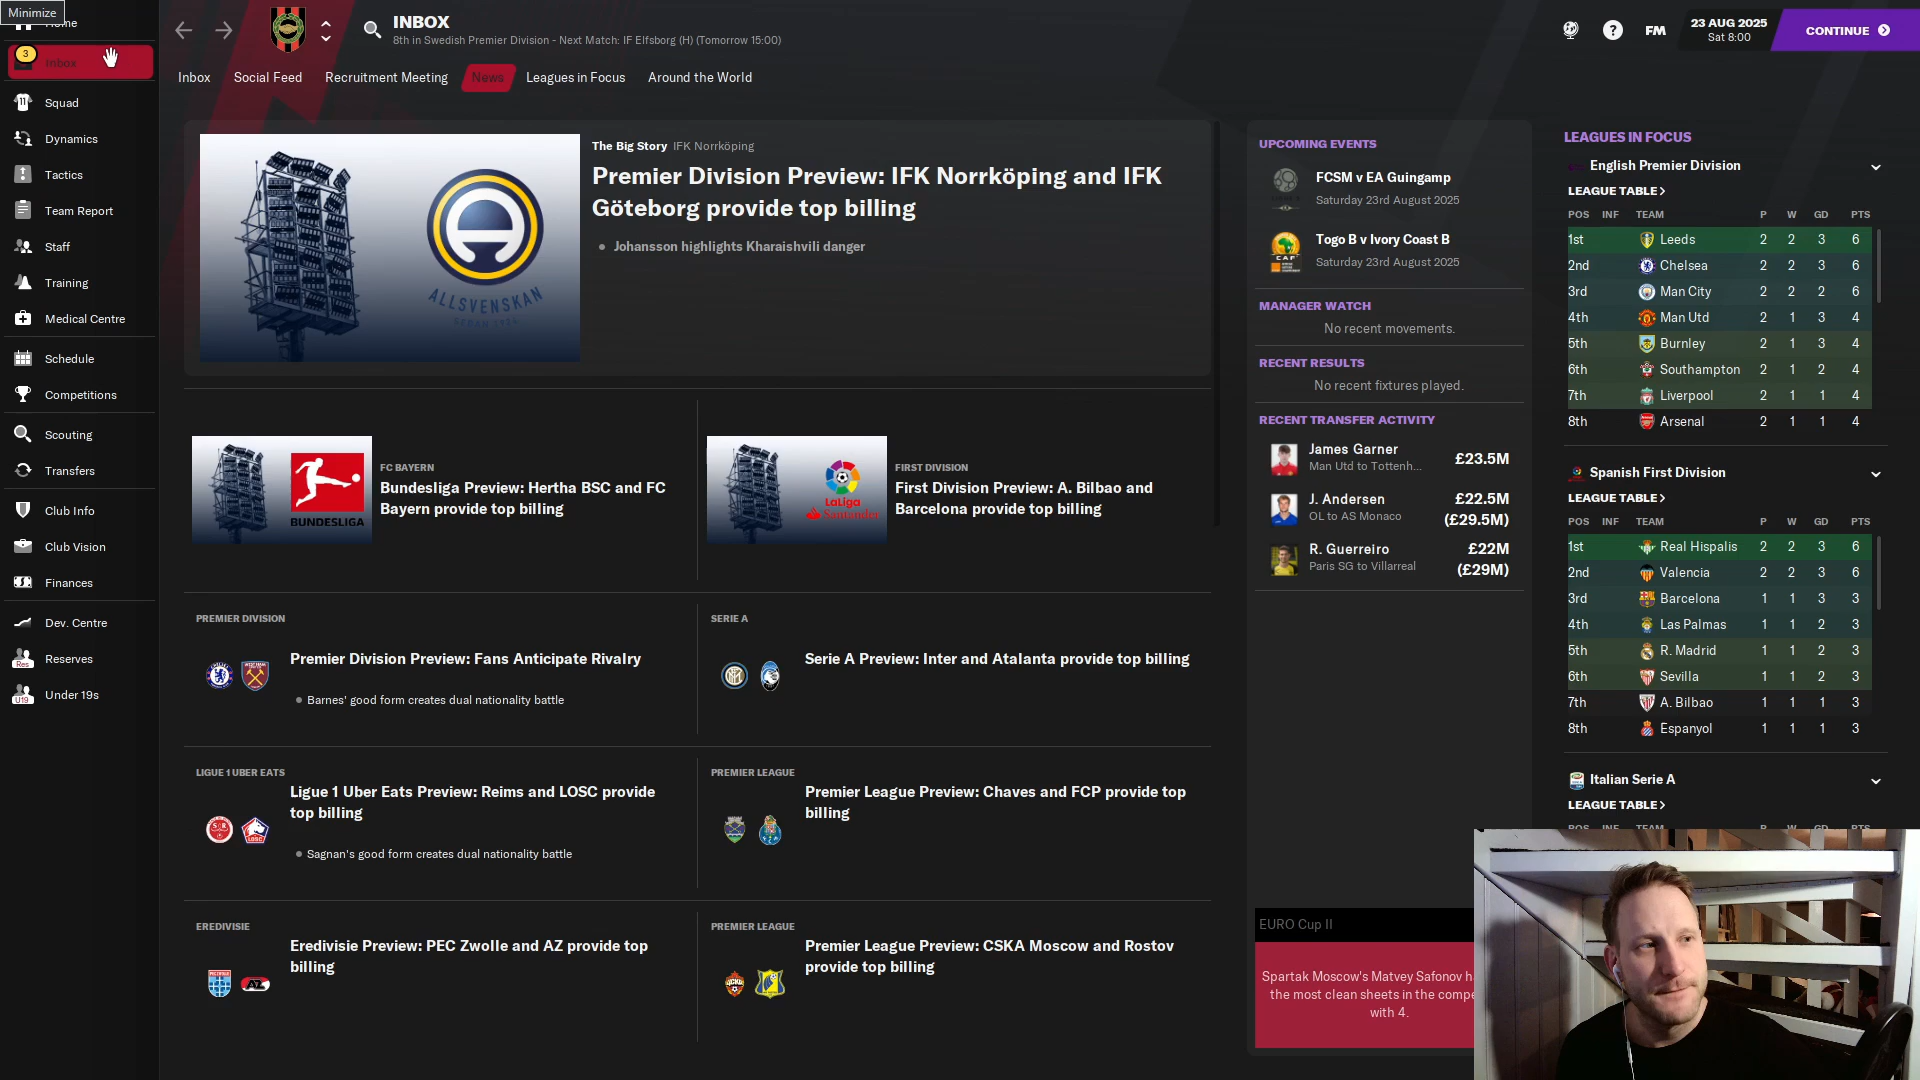 Minimize
Home
3
Inbox
Squad
Dynamics
Tactics
Team Report
Staff
Training
Medical Centre
Schedule
Competitions
Scouting
Transfers
Club Info
Club Vision
Finances
Dev. Centre
Res
Reserves
U19
Under 19s
INBOX
8th in Swedish Premier Division - Next Match: IF Elfsborg (H) (Tomorrow 15:00)
?
FM
23 AUG 2025
Sat 8:00
CONTINUE
Inbox
Social Feed
Recruitment Meeting
News
Leagues in Focus
Around the World
ALLSVENSKAN
The Big Story IFK Norrköping
Premier Division Preview: IFK Norrköping and IFK
Göteborg provide top billing
Johansson highlights Kharaishvili danger
BUNDESLIGA
FC BAYERN
Bundesliga Preview: Hertha BSC and FC
Bayern provide top billing
LaLiga
Santander
FIRST DIVISION
First Division Preview: A. Bilbao and
Barcelona provide top billing
PREMIER DIVISION
Premier Division Preview: Fans Anticipate Rivalry
Barnes' good form creates dual nationality battle
SERIE A
Serie A Preview: Inter and Atalanta provide top billing
LIGUE 1 UBER EATS
Ligue 1 Uber Eats Preview: Reims and LOSC provide
top billing
Sagnan's good form creates dual nationality battle
PREMIER LEAGUE
Premier League Preview: Chaves and FCP provide top
billing
EREDIVISIE
Eredivisie Preview: PEC Zwolle and AZ provide top
billing
PREMIER LEAGUE
Premier League Preview: CSKA Moscow and Rostov
provide top billing
UPCOMING EVENTS
FCSM v EA Guingamp
Saturday 23rd August 2025
CAF
Togo B v Ivory Coast B
Saturday 23rd August 2025
MANAGER WATCH
No recent movements.
RECENT RESULTS
No recent fixtures played.
RECENT TRANSFER ACTIVITY
James Garner £23.5M
Man Utd to Tottenh...
J. Andersen £22.5M
OL to AS Monaco (£29.5M)
R. Guerreiro £22M
Paris SG to Villarreal (£29M)
EURO Cup II
Spartak Moscow's Matvey Safonov h
the most clean sheets in the compe
with 4.
LEAGUES IN FOCUS
English Premier Division
LEAGUE TABLE >
POS INF TEAM P W GD PTS
1st Leeds 2 2 3 6
2nd Chelsea 2 2 3 6
3rd Man City 2 2 2 6
4th Man Utd 2 1 3 4
5th Burnley 2 1 3 4
6th Southampton 2 1 2 4
7th Liverpool 2 1 1 4
8th Arsenal 2 1 1 4
Spanish First Division
LEAGUE TABLE >
POS INF TEAM P W GD PTS
1st Real Hispalis 2 2 3 6
2nd Valencia 2 2 3 6
3rd Barcelona 1 1 3 3
4th Las Palmas 1 1 2 3
5th R. Madrid 1 1 2 3
6th Sevilla 1 1 2 3
7th A. Bilbao 1 1 1 3
8th Espanyol 1 1 1 3
Italian Serie A
LEAGUE TABLE >
POS INF TEAM P W GD PTS